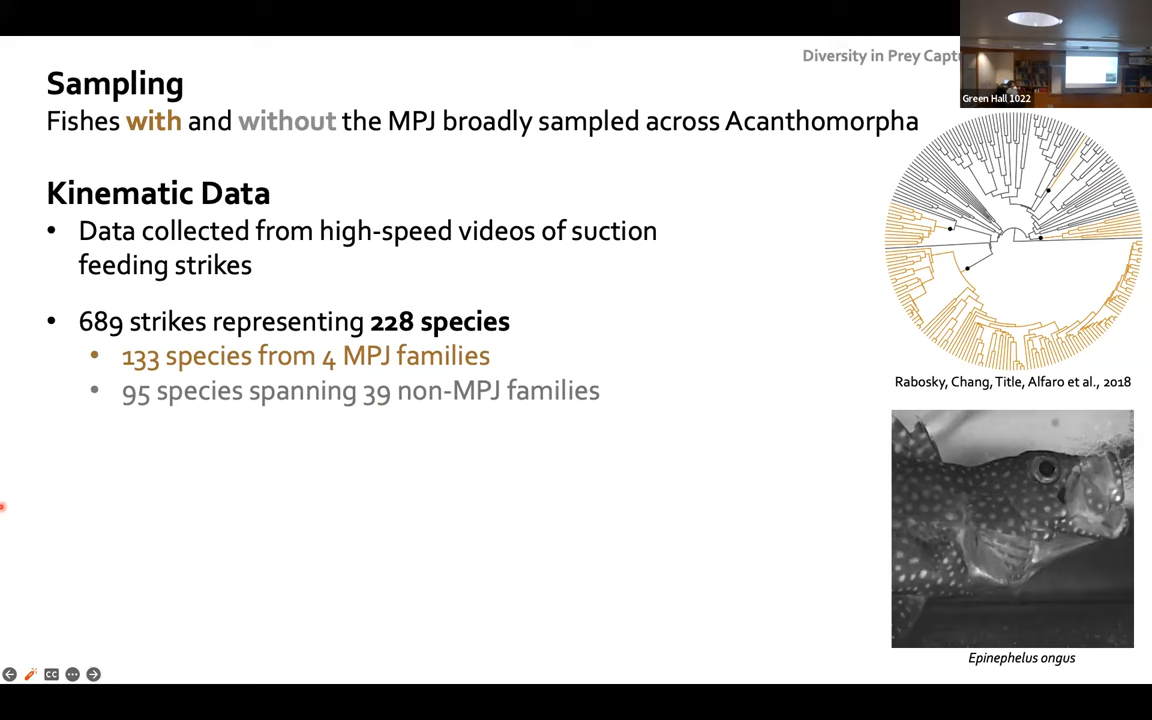 Diversity in Prey
Green Hall 1022
Sampling
Fishes with and without the MPJ broadly sampled across Acanthomorpha
Kinematic Data
• Data collected from high-speed videos of suction
feeding strikes
• 689 strikes representing 228 species
• 133 species from 4 MPJ families
• 95 species spanning 39 non-MPJ families
Rabosky, Chang, Title, Alfaro et al., 2018
Epinephelus ongus
CC